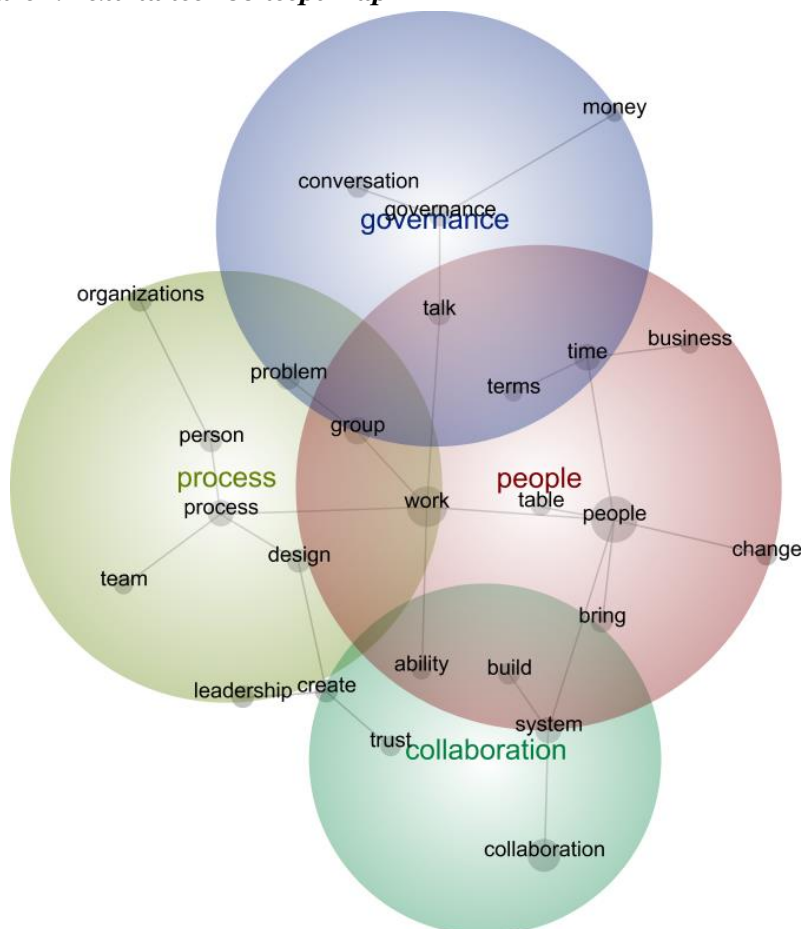 money
conversation
governance
governance
organizations
talk
business
time
problem
terms
group
person
process
people
table
work
process
people
change
design
team
bring
ability
build
leadership
create
system
trust
collaboration
collaboration